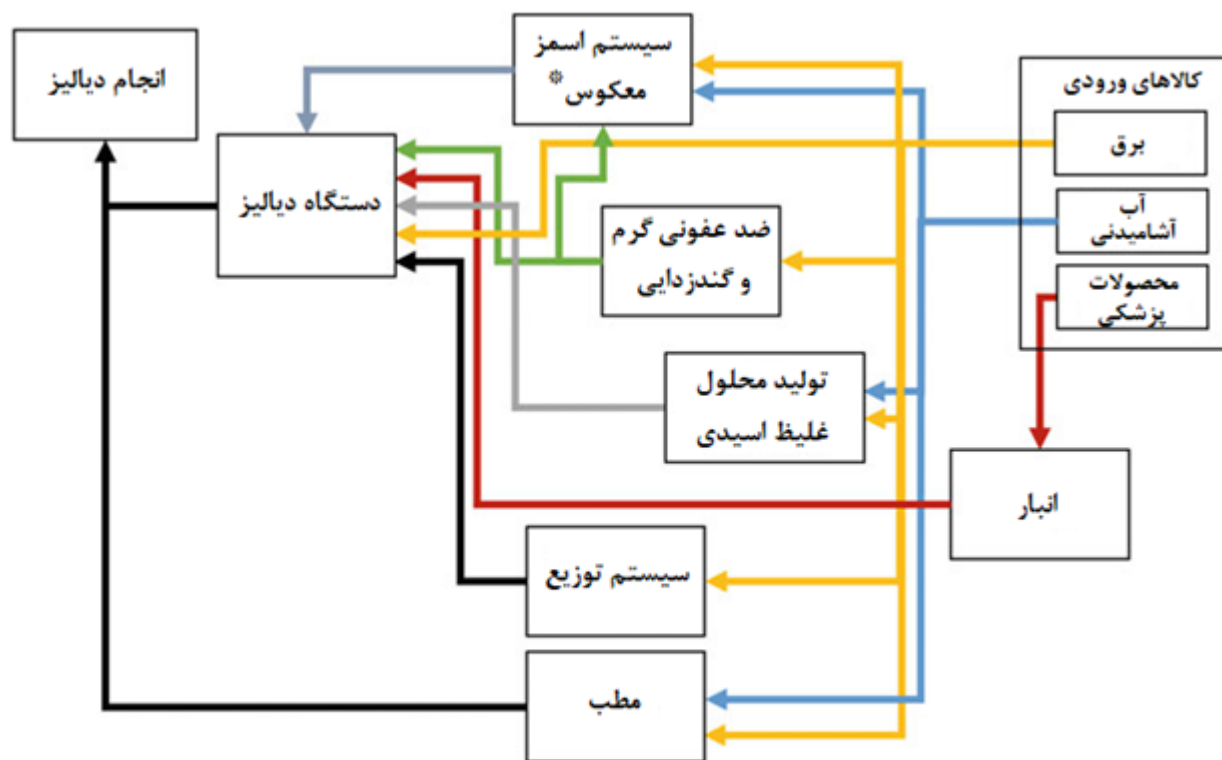 سیستم اسمز
معکوس*
انجام دیالیز
کالاهای ورودی
برق
دستگاه دیالیز
آب
آشامیدنی
ضد عفونی گرم
و گندزدایی
محصولات
پزشکی
تولید محلول
غلیظ اسیدی
انبار
سیستم توزیع
مطب